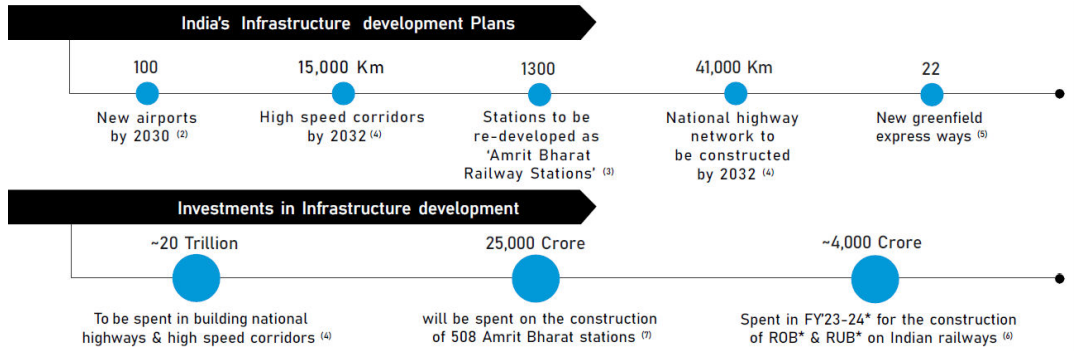 India's Infrastructure development Plans
100
New airports
by 2030 (2)
15,000 Km
High speed corridors
by 2032 (4)
1300
Stations to be
re-developed as
'Amrit Bharat
Railway Stations' (3)
41,000 Km
National highway
network to
be constructed
by 2032 (4)
22
New greenfield
express ways (5)
Investments in Infrastructure development
~20 Trillion
To be spent in building national
highways & high speed corridors (4)
25,000 Crore
will be spent on the construction
of 508 Amrit Bharat stations (7)
~4,000 Crore
Spent in FY'23-24* for the construction
of ROB* & RUB* on Indian railways (6)